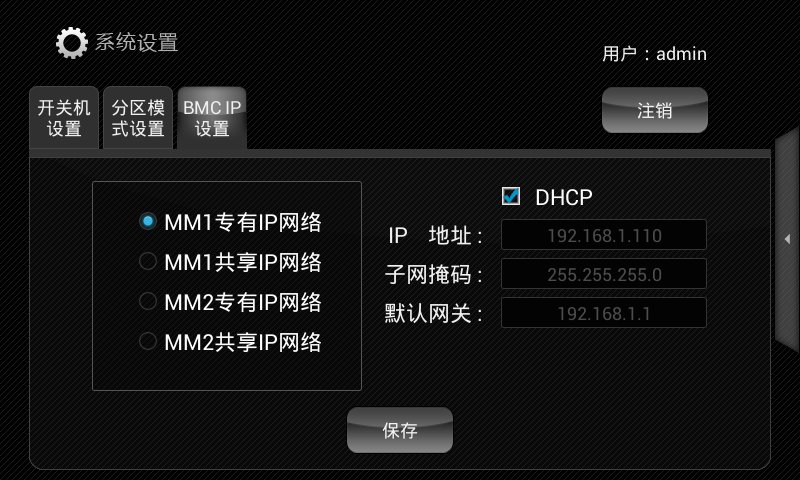 系统设置
用户：admin
开关机
设置
分区模
式设置
BMC IP
设置
注销
DHCP
MM1专有IP网络
MM1共享IP网络
MM2专有IP网络
MM2共享IP网络
IP 地址：
192.168.1.110
子网掩码：
255.255.255.0
默认网关：
192.168.1.1
保存